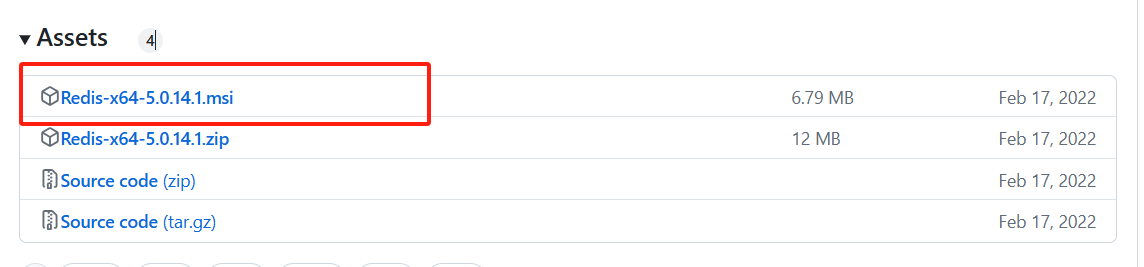 Assets 4
Redis-x64-5.0.14.1.msi 6.79 MB Feb 17, 2022
Redis-x64-5.0.14.1.zip 12 MB Feb 17, 2022
Source code (zip) Feb 17, 2022
Source code (tar.gz) Feb 17, 2022